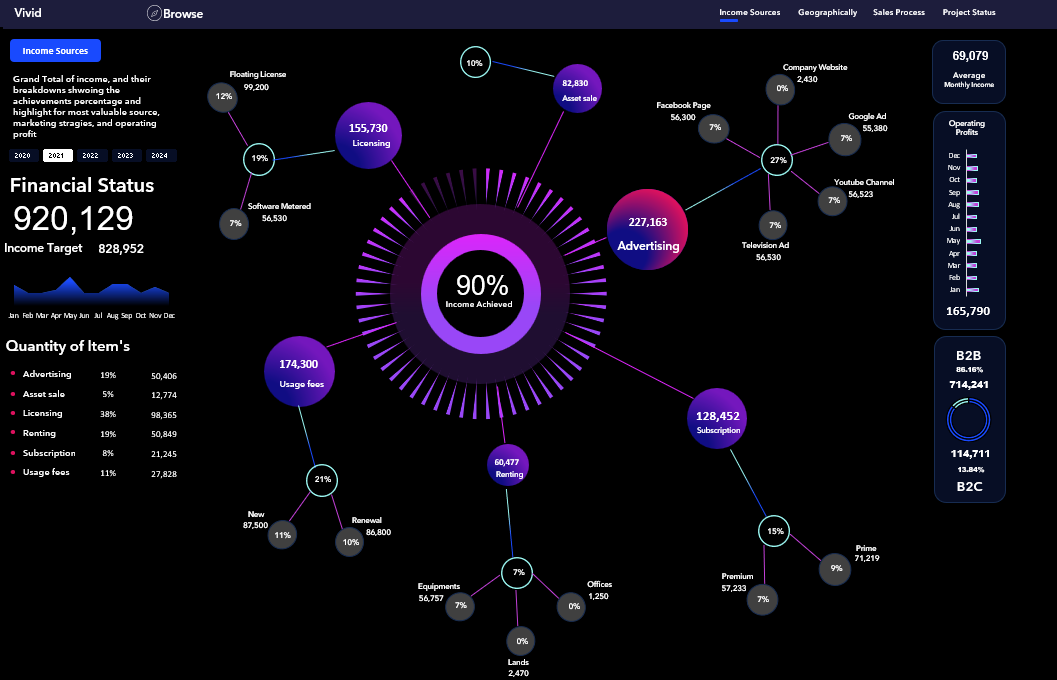 Vivid
Browse
Income Sources
Geographically
Sales Process
Project Status
Income Sources
Grand Total of income, and their
breakdowns shwoing the
achievements percentage and
highlight for most valuable source,
marketing stragies, and operating
profit
2020
2021
2022
2023
2024
Financial Status
920,129
Income Target 828,952
Jan Feb Mar Apr May Jun Jul Aug Sep Oct Nov Dec
Quantity of Item's
Advertising 19% 50,406
Asset sale 5% 12,774
Licensing 38% 98,365
Renting 19% 50,849
Subscription 8% 21,245
Usage fees 11% 27,828
Floating License
99,200
12%
155,730
Licensing
19%
Software Metered
56,530
7%
10%
82,830
Asset sale
Company Website
2,430
0%
Facebook Page
56,300
7%
Google Ad
55,380
7%
27%
Youtube Channel
56,523
7%
7%
Television Ad
56,530
227,163
Advertising
90%
Income Achieved
174,300
Usage fees
21%
New
87,500
11%
Renewal
86,800
10%
60,477
Renting
7%
Equipments
56,757
7%
Offices
1,250
0%
0%
Lands
2,470
128,452
Subscription
15%
Prime
71,219
9%
Premium
57,233
7%
69,079
Average
Monthly Income
Operating
Profits
Dec
Nov
Oct
Sep
Aug
Jul
Jun
May
Apr
Mar
Feb
Jan
165,790
B2B
86.16%
714,241
114,711
13.84%
B2C